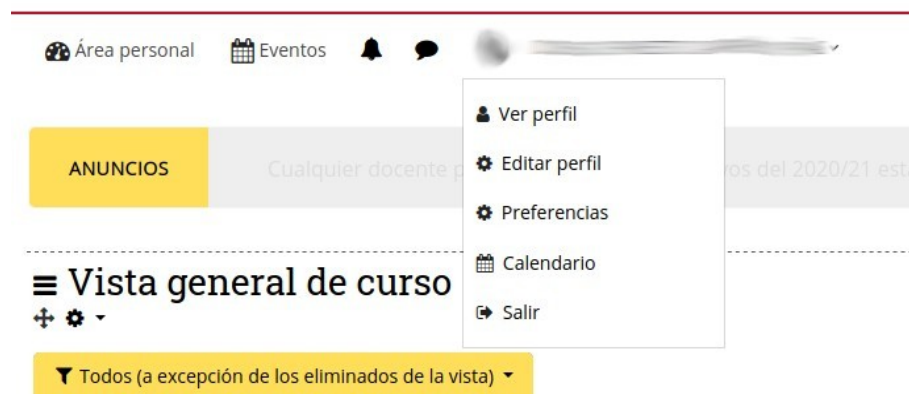 Área personal Eventos
Ver perfil
ANUNCIOS Cualquier docente p os del 2020/21 est
Editar perfil
Preferencias
Calendario
Vista general de curso
Salir
Todos (a excepción de los eliminados de la vista)